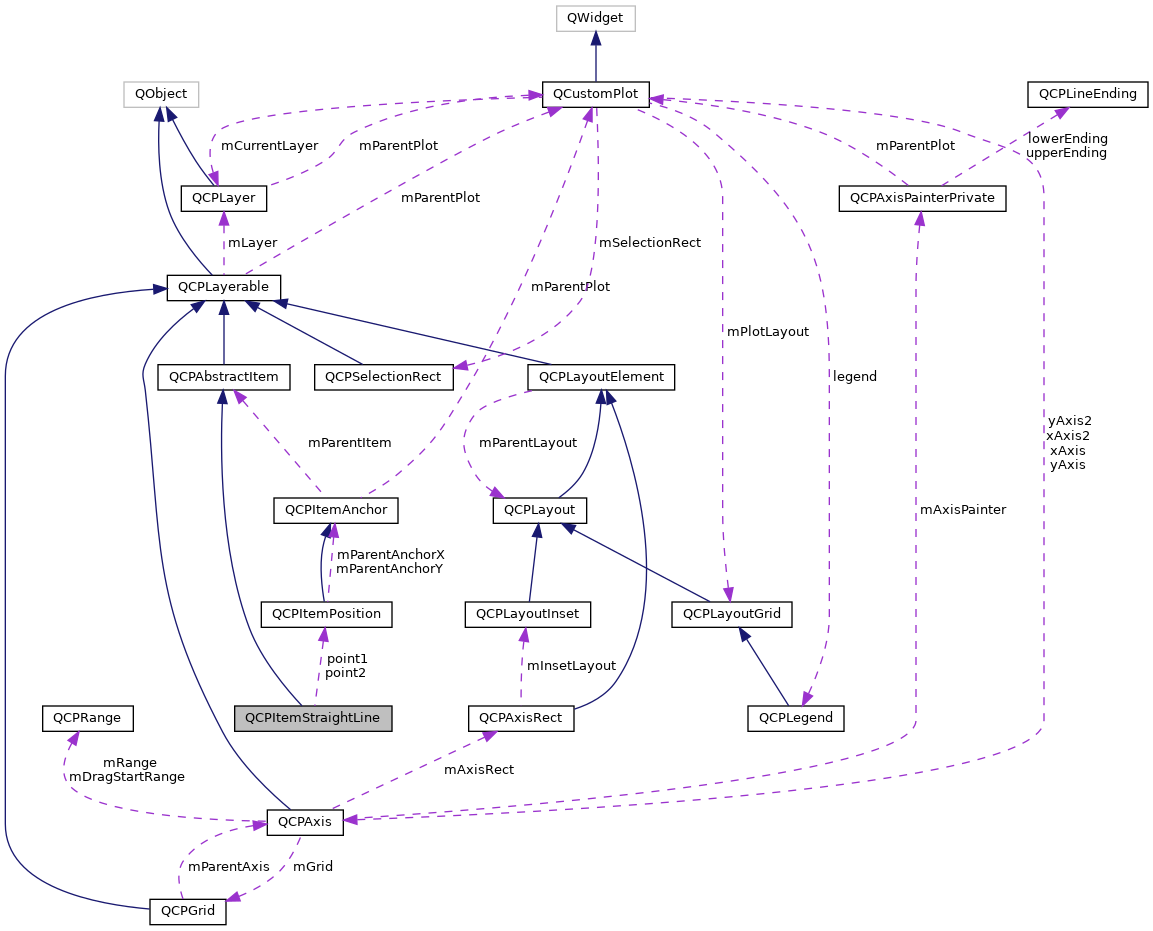 QWidget
QObject
QCustomPlot
QCPLineEnding
mCurrentLayer
mParentPlot
mParentPlot
lowerEnding
upperEnding
QCPLayer
mParentPlot
QCPAxisPainterPrivate
mLayer
mSelectionRect
QCPLayerable
mParentPlot
mPlotLayout
QCPAbstractItem
QCPSelectionRect
QCPLayoutElement
legend
yAxis2
xAxis2
xAxis
yAxis
mParentItem
mParentLayout
QCPItemAnchor
QCPLayout
mAxisPainter
mParentAnchorX
mParentAnchorY
QCPItemPosition
QCPLayoutInset
QCPLayoutGrid
point1
point2
mInsetLayout
QCPRange
QCPItemStraightLine
QCPAxisRect
QCPLegend
mRange
mDragStartRange
mAxisRect
QCPAxis
mParentAxis
mGrid
QCPGrid